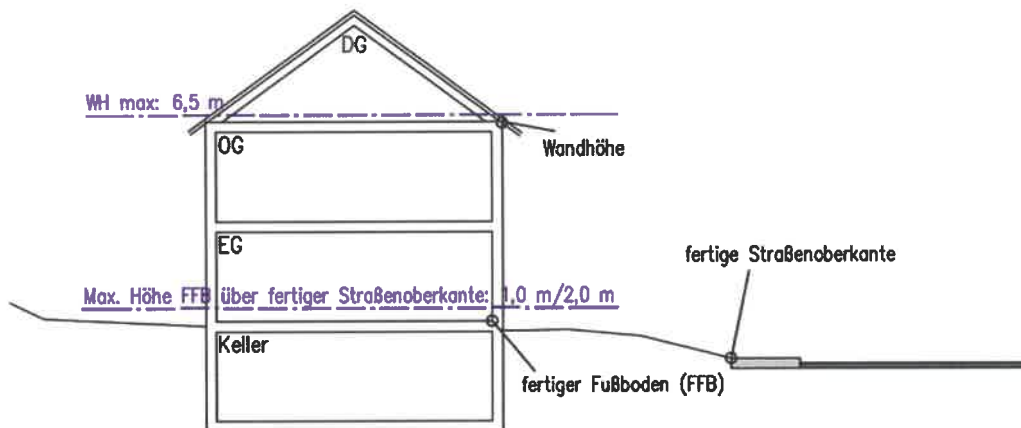 DG
WH max: 6,5 m
Wandhöhe
OG
EG
fertige Straßenoberkante
Max. Höhe FFB über fertiger Straßenoberkante: 1,0 m/2,0 m
Keller
fertiger Fußboden (FFB)